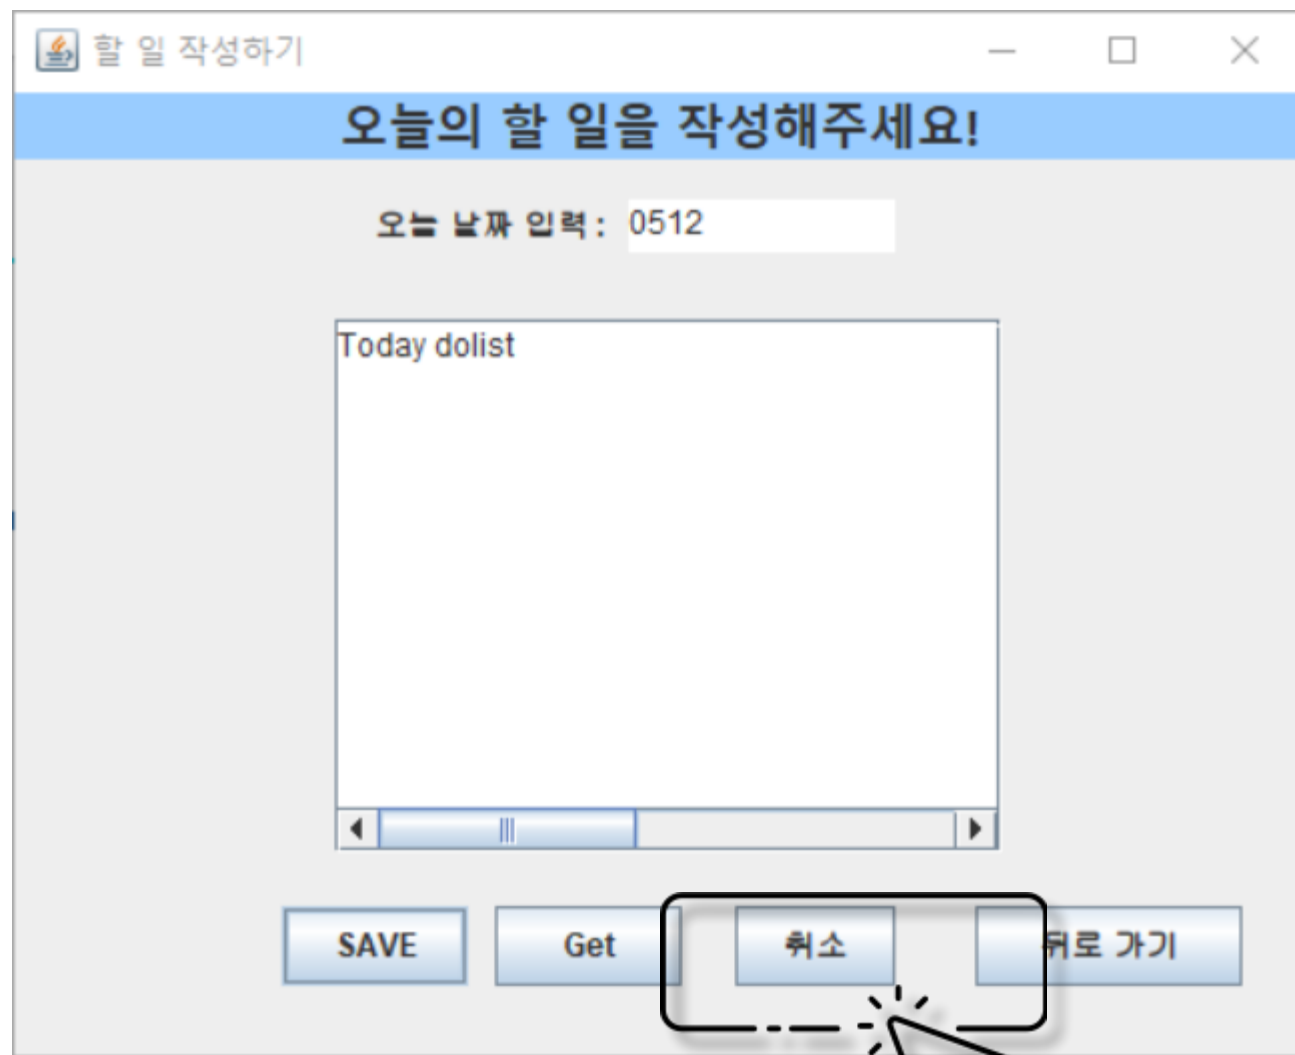 할 일 작성하기
오늘의 할 일을 작성해주세요!
오늘 날짜 입력 : 0512
Today dolist
SAVE Get 취소 뒤로 가기